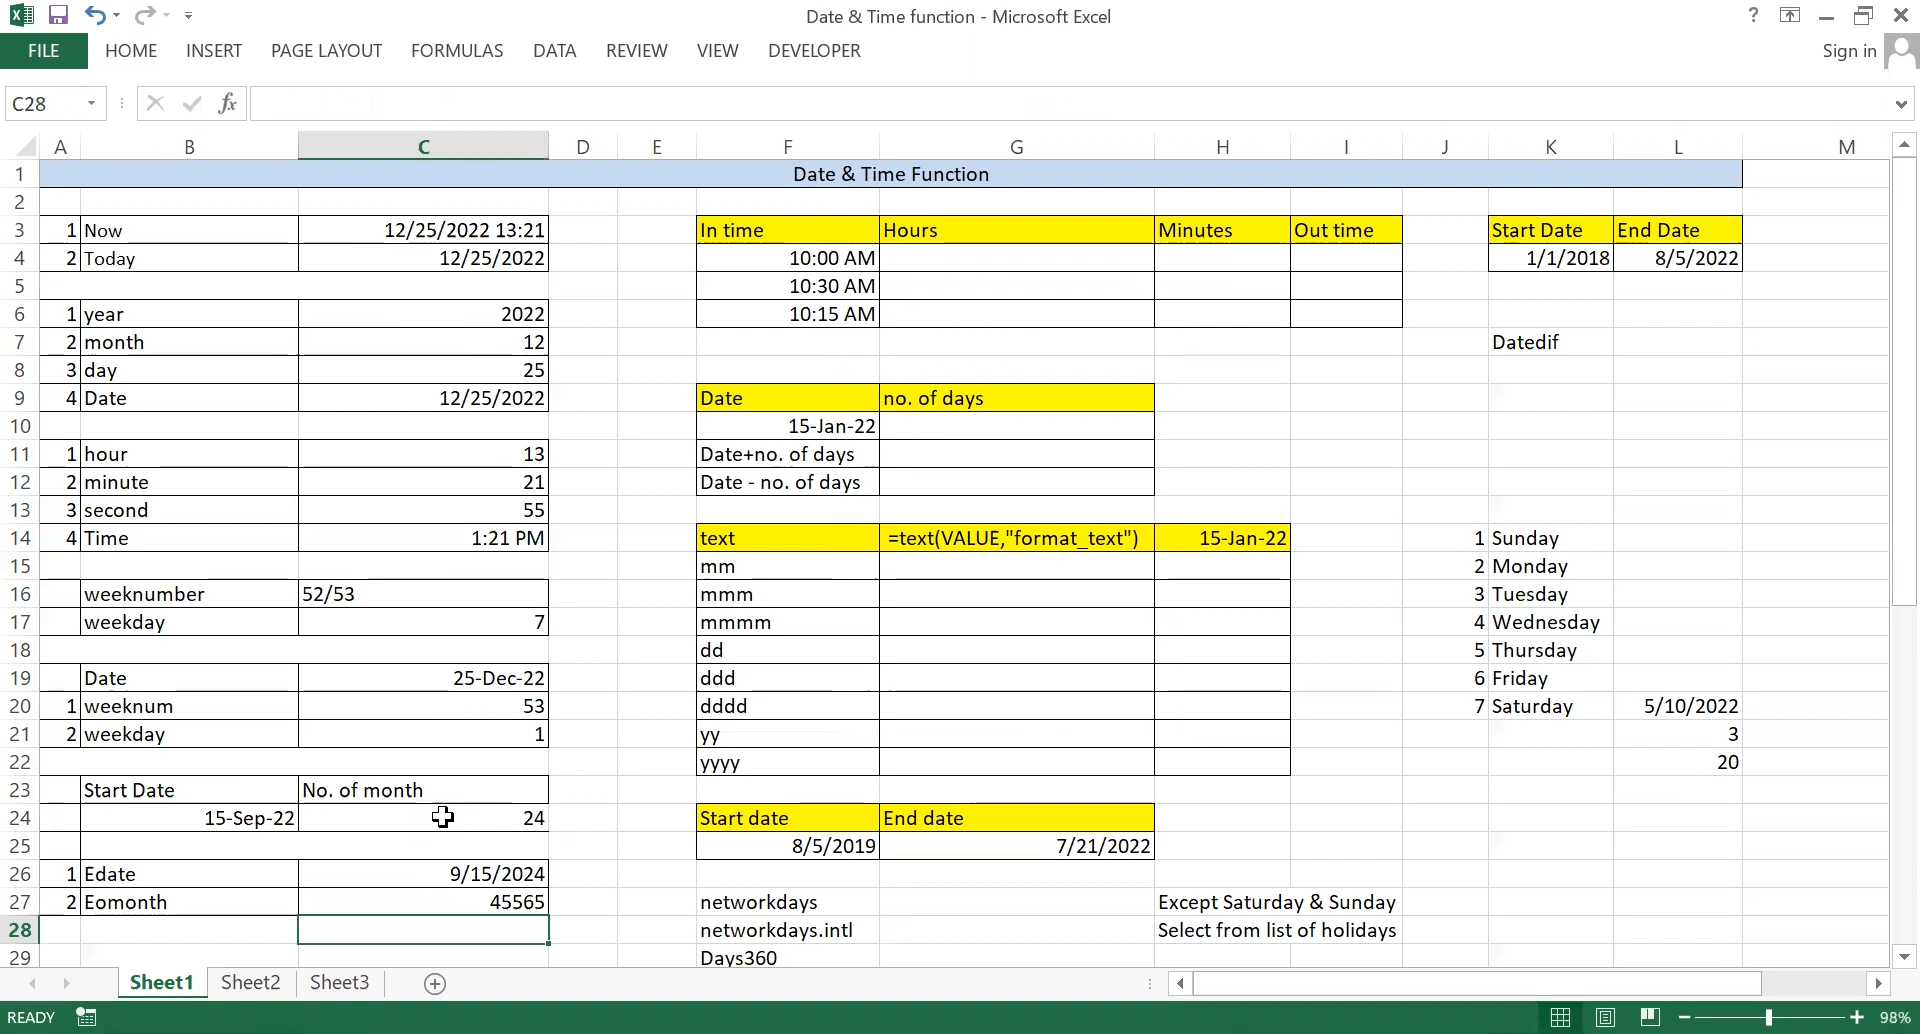 Date & Time function - Microsoft Excel
?
FILE HOME INSERT PAGE LAYOUT FORMULAS DATA REVIEW VIEW DEVELOPER Sign in
C28 fx
A B C D E F G H I J K L M
1 Date & Time Function
2
3 1 Now 12/25/2022 13:21 In time Hours Minutes Out time Start Date End Date
4 2 Today 12/25/2022 10:00 AM 1/1/2018 8/5/2022
5 10:30 AM
6 1 year 2022 10:15 AM
7 2 month 12 Datedif
8 3 day 25
9 4 Date 12/25/2022 Date no. of days
10 15-Jan-22
11 1 hour 13 Date+no. of days
12 2 minute 21 Date - no. of days
13 3 second 55
14 4 Time 1:21 PM text =text(VALUE,"format_text") 15-Jan-22 1 Sunday
15 mm 2 Monday
16 weeknumber 52/53 mmm 3 Tuesday
17 weekday 7 mmmm 4 Wednesday
18 dd 5 Thursday
19 Date 25-Dec-22 ddd 6 Friday
20 1 weeknum 53 dddd 7 Saturday 5/10/2022
21 2 weekday 1 yy 3
22 yyyy 20
23 Start Date No. of month
24 15-Sep-22 24 Start date End date
25 8/5/2019 7/21/2022
26 1 Edate 9/15/2024
27 2 Eomonth 45565 networkdays Except Saturday & Sunday
28 networkdays.intl Select from list of holidays
29 Days360
Sheet1 Sheet2 Sheet3
READY 98%